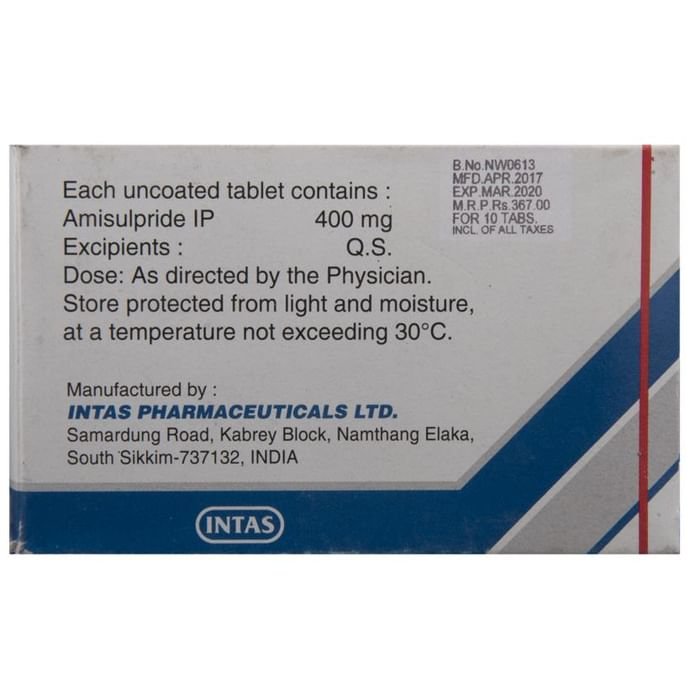 Each uncoated tablet contains :
Amisulpride IP 400 mg
Excipients : Q.S.
Dose: As directed by the Physician.
Store protected from light and moisture,
at a temperature not exceeding 30°C.
B.No.NW0613
MFD.APR.2017
EXP.MAR.2020
M.R.P.Rs.367.00
FOR 10 TABS.
INCL. OF ALL TAXES
Manufactured by :
INTAS PHARMACEUTICALS LTD.
Samardung Road, Kabrey Block, Namthang Elaka,
South Sikkim-737132, INDIA
INTAS